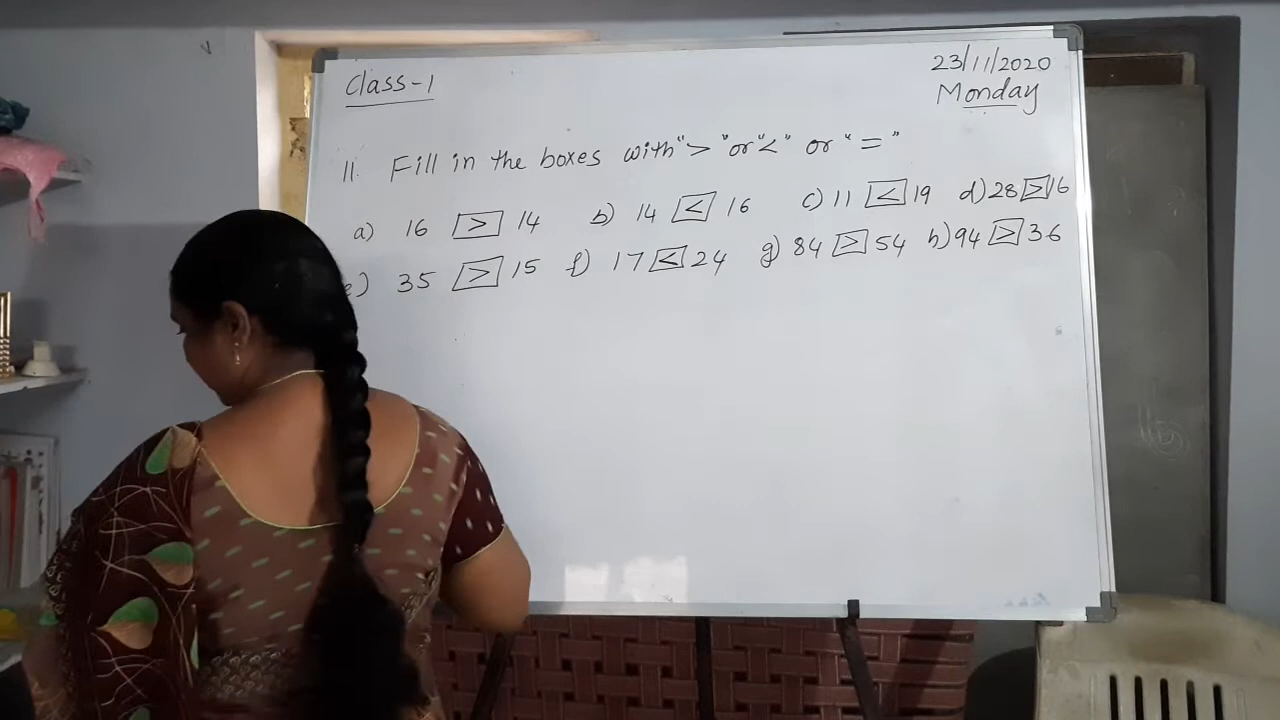 Class-1
23/11/2020
Monday
11. Fill in the boxes with ">" or "<" or "="
a) 16 > 14 b) 14 < 16 c) 11 < 19 d) 28 > 16
e) 35 > 15 f) 17 < 24 g) 84 > 54 h) 94 > 36